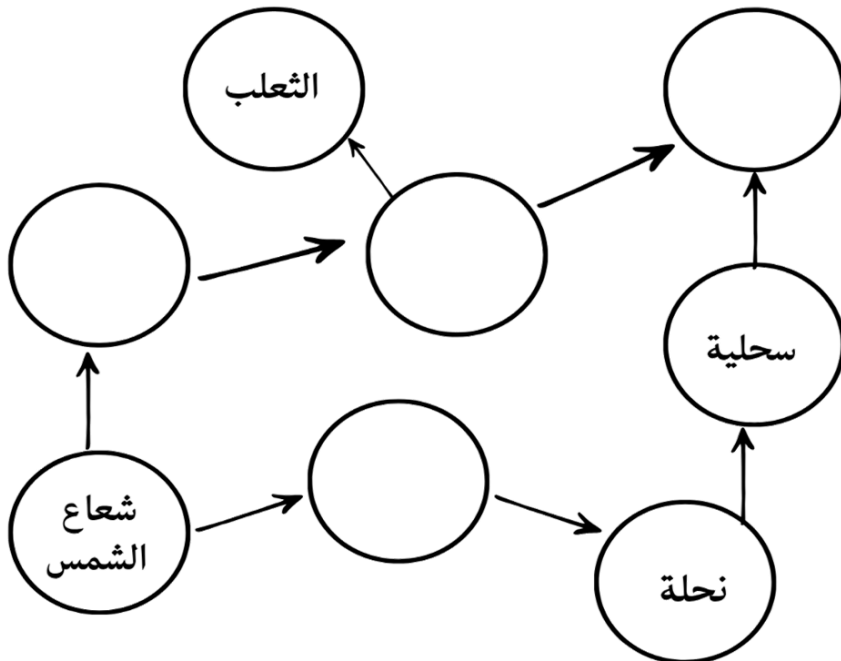 الثعلب
سحلية
شعاع
الشمس
نحلة